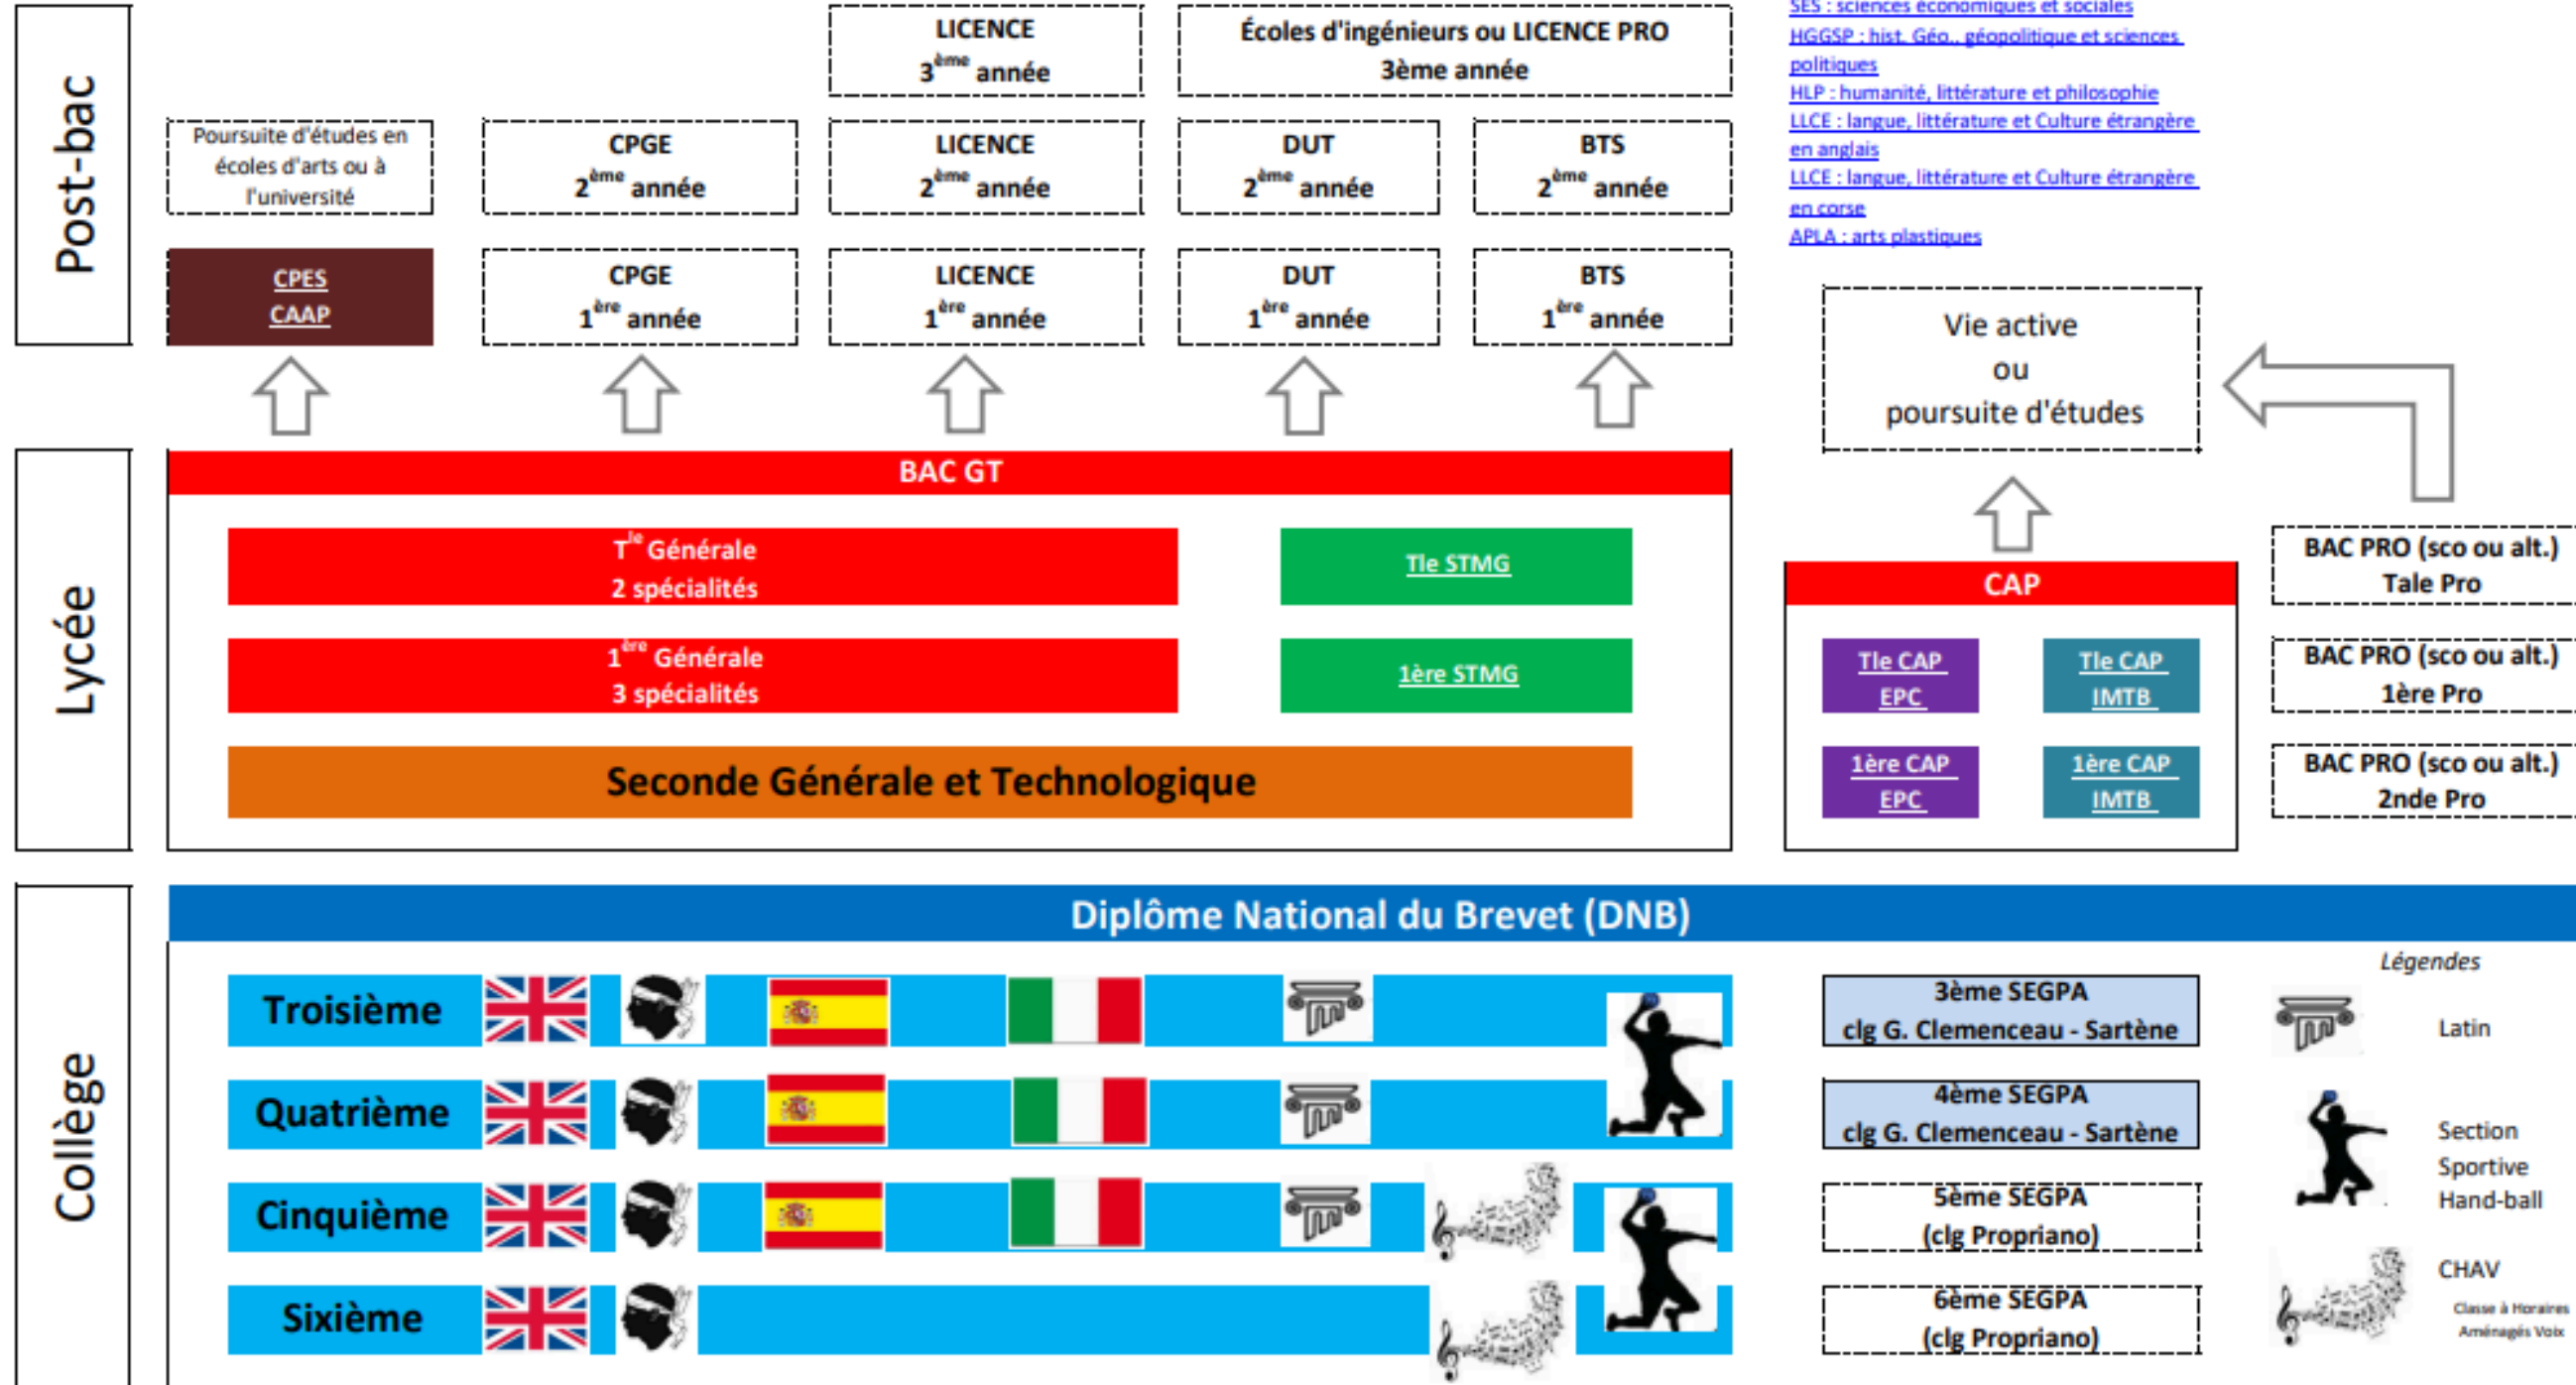 Post-bac
LICENCE
3ème année
Écoles d'ingénieurs ou LICENCE PRO
3ème année
Poursuite d'études en
écoles d'arts ou à
l'université
CPGE
2ème année
LICENCE
2ème année
DUT
2ème année
BTS
2ème année
CPES
CAAP
CPGE
1ère année
LICENCE
1ère année
DUT
1ère année
BTS
1ère année
SES : sciences économiques et sociales
HGGSP : hist. Géo., géopolitique et sciences
politiques
HLP : humanité, littérature et philosophie
LLCE : langue, littérature et Culture étrangère
en anglais
LLCE : langue, littérature et Culture étrangère
en corse
APLA : arts plastiques
Vie active
ou
poursuite d'études
Lycée
BAC GT
Tle Générale
2 spécialités
Tle STMG
1ère Générale
3 spécialités
1ère STMG
Seconde Générale et Technologique
CAP
Tle CAP
EPC
Tle CAP
IMTB
1ère CAP
EPC
1ère CAP
IMTB
BAC PRO (sco ou alt.)
Tale Pro
BAC PRO (sco ou alt.)
1ère Pro
BAC PRO (sco ou alt.)
2nde Pro
Collège
Diplôme National du Brevet (DNB)
Troisième
Quatrième
Cinquième
Sixième
3ème SEGPA
clg G. Clemenceau - Sartène
4ème SEGPA
clg G. Clemenceau - Sartène
5ème SEGPA
(clg Propriano)
6ème SEGPA
(clg Propriano)
Légendes
Latin
Section
Sportive
Hand-ball
CHAV
Classe à Horaires
Aménagés Voix